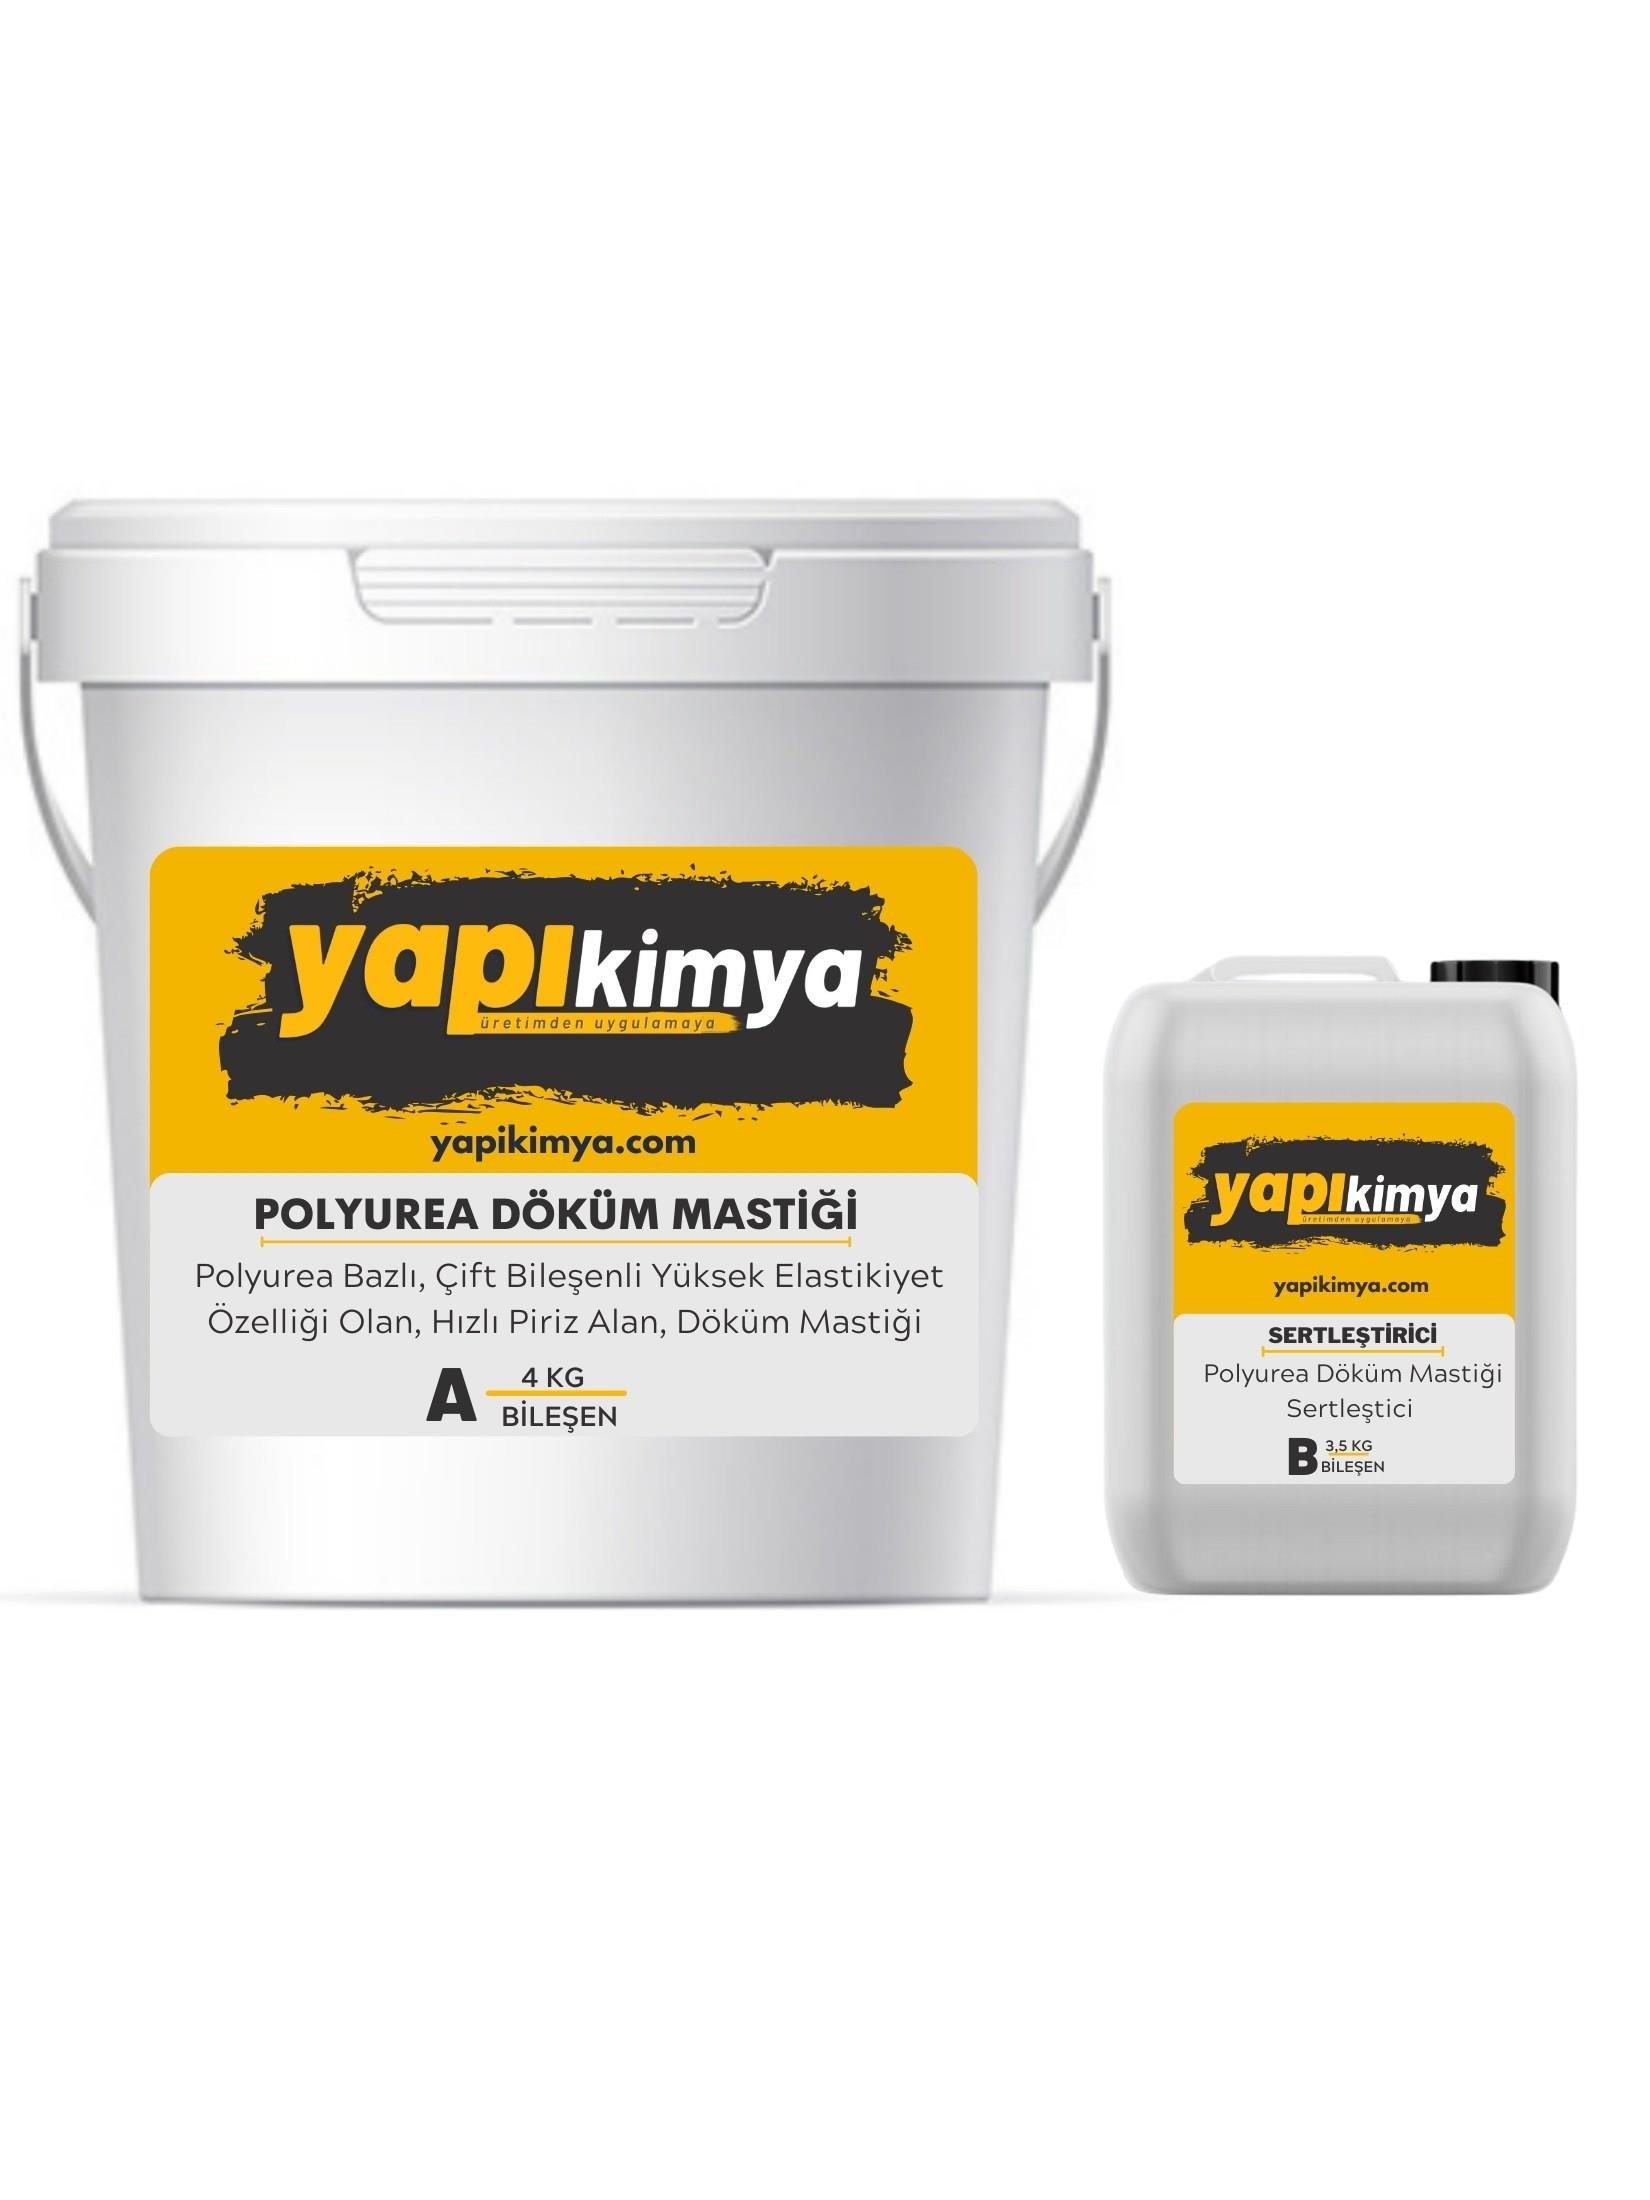 yapıkimya
üretimden uygulamaya
yapikimya.com
POLYUREA DÖKÜM MASTİĞİ
Polyurea Bazlı, Çift Bileşenli Yüksek Elastikiyet
Özelliği Olan, Hızlı Piriz Alan, Döküm Mastiği
A 4 KG
BİLEŞEN
yapıkimya
üretimden uygulamaya
yapikimya.com
SERTLEŞTİRİCİ
Polyurea Döküm Mastiği
Sertleştici
B 3,5 KG
BİLEŞEN